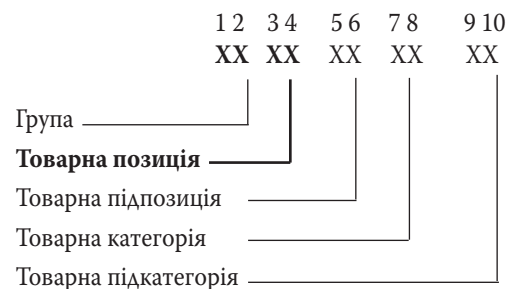 1 2 3 4 5 6 7 8 9 10
XX XX XX XX XX
Група
Товарна позиція
Товарна підпозиція
Товарна категорія
Товарна підкатегорія